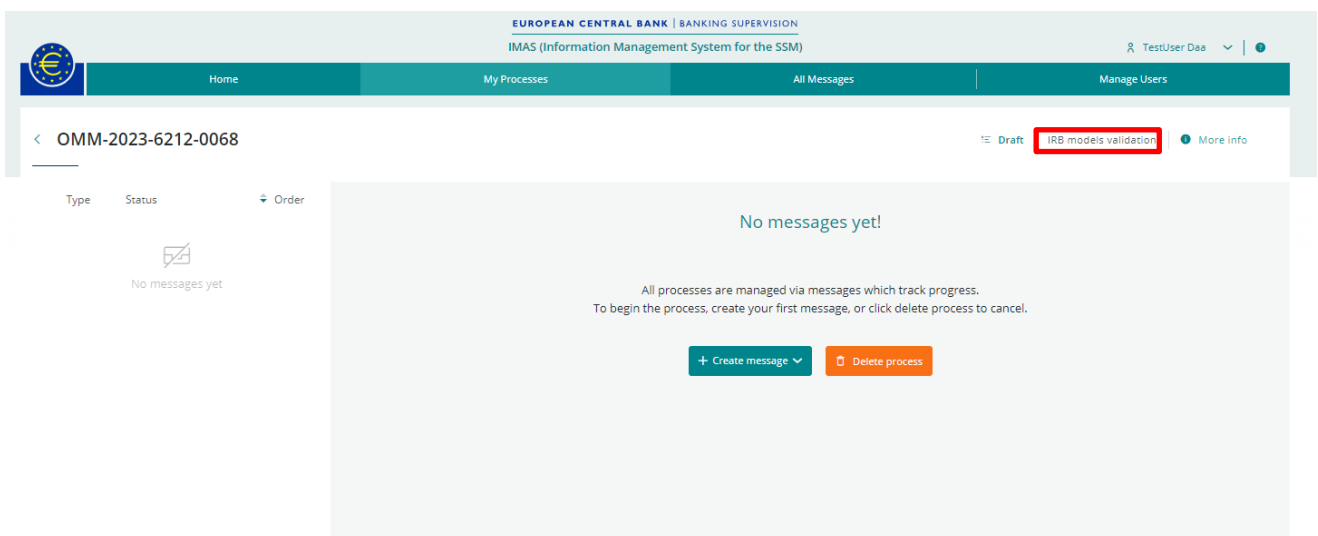 EUROPEAN CENTRAL BANK | BANKING SUPERVISION
IMAS (Information Management System for the SSM)
TestUser Daa
Home My Processes All Messages Manage Users
OMM-2023-6212-0068
Draft IRB models validation More info
Type Status Order
No messages yet
No messages yet!
All processes are managed via messages which track progress.
To begin the process, create your first message, or click delete process to cancel.
+ Create message Delete process